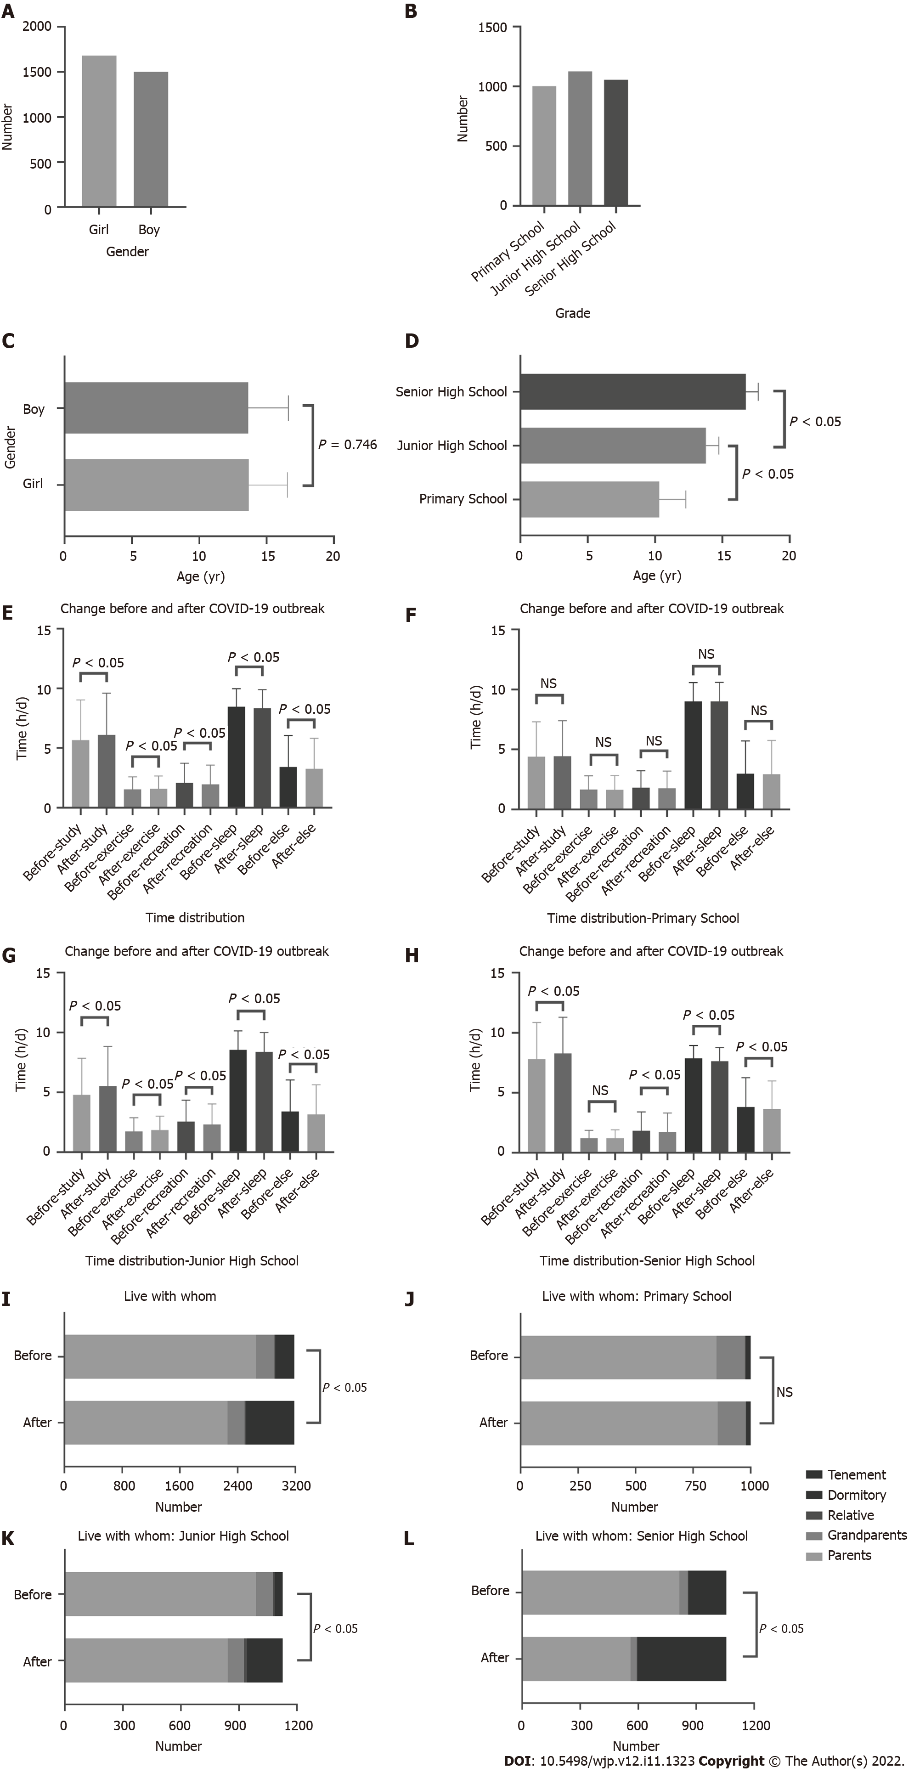 A
2000
1500
1000
500
0
Number
Girl
Boy
Gender
B
1500
1000
500
0
Number
Primary School
Junior High School
Senior High School
Grade
C
Boy
Girl
Gender
P = 0.746
0 5 10 15 20
Age (yr)
D
Senior High School
Junior High School
Primary School
P < 0.05
P < 0.05
0 5 10 15 20
Age (yr)
E
Change before and after COVID-19 outbreak
15
10
5
0
Time (h/d)
P < 0.05
P < 0.05
P < 0.05
P < 0.05
P < 0.05
Before-study
After-study
Before-exercise
After-exercise
Before-recreation
After-recreation
Before-sleep
After-sleep
Before-else
After-else
Time distribution
F
Change before and after COVID-19 outbreak
15
10
5
0
Time (h/d)
NS
NS
NS
NS
NS
Before-study
After-study
Before-exercise
After-exercise
Before-recreation
After-recreation
Before-sleep
After-sleep
Before-else
After-else
Time distribution-Primary School
G
Change before and after COVID-19 outbreak
15
10
5
0
Time (h/d)
P < 0.05
P < 0.05
P < 0.05
P < 0.05
P < 0.05
Before-study
After-study
Before-exercise
After-exercise
Before-recreation
After-recreation
Before-sleep
After-sleep
Before-else
After-else
Time distribution-Junior High School
H
Change before and after COVID-19 outbreak
15
10
5
0
Time (h/d)
P < 0.05
NS
P < 0.05
P < 0.05
P < 0.05
Before-study
After-study
Before-exercise
After-exercise
Before-recreation
After-recreation
Before-sleep
After-sleep
Before-else
After-else
Time distribution-Senior High School
I
Live with whom
Before
After
P < 0.05
0 800 1600 2400 3200
Number
J
Live with whom: Primary School
Before
After
NS
0 250 500 750 1000
Number
Tenement
Dormitory
Relative
Grandparents
Parents
K
Live with whom: Junior High School
Before
After
P < 0.05
0 300 600 900 1200
Number
L
Live with whom: Senior High School
Before
After
P < 0.05
0 300 600 900 1200
Number
DOI: 10.5498/wjp.v12.i11.1323 Copyright © The Author(s) 2022.